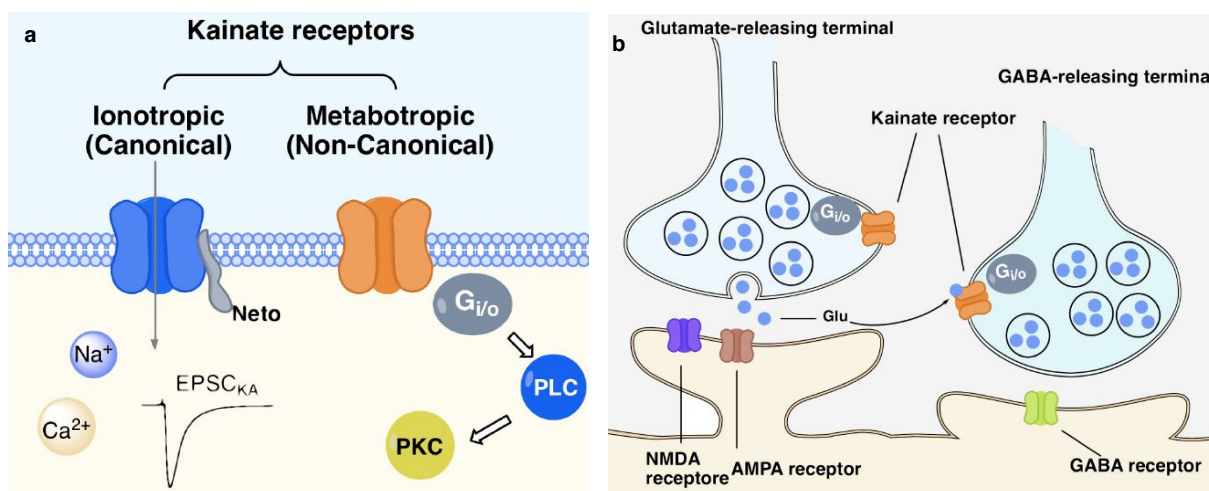 a
Kainate receptors
Ionotropic
(Canonical)
Metabotropic
(Non-Canonical)
Neto
Gi/o
Na+
Ca2+
EPSCKA
PLC
PKC
b
Glutamate-releasing terminal
GABA-releasing termina
Kainate receptor
Gi/o
Gi/o
Glu
NMDA
receptore
AMPA receptor
GABA receptor